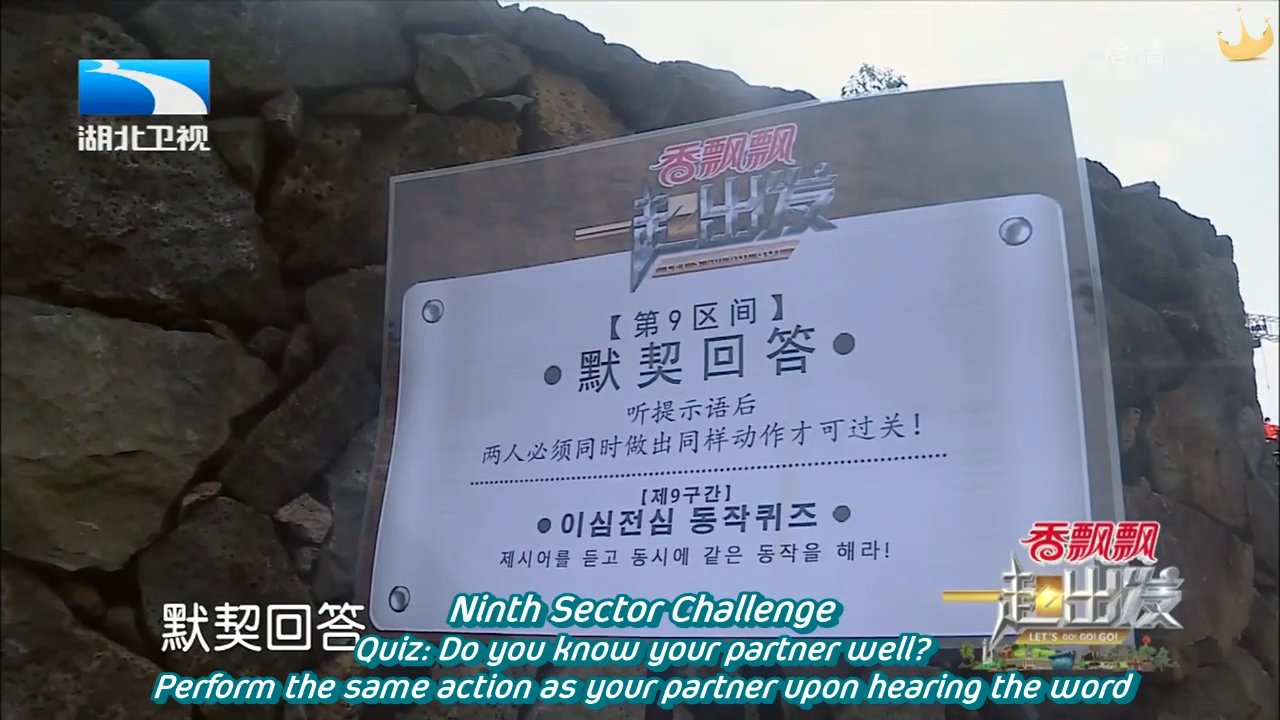 湖北卫视
高清
香飘飘
一起出发
【第9区间】
•默契回答•
听提示语后
两人必须同时做出同样动作才可过关！
【제9구간】
•이심전심 동작퀴즈•
제시어를 듣고 동시에 같은 동작을 해라!
香飘飘
一起出发
LET'S GO! GO! GO!
默契回答
Ninth Sector Challenge
Quiz: Do you know your partner well?
Perform the same action as your partner upon hearing the word